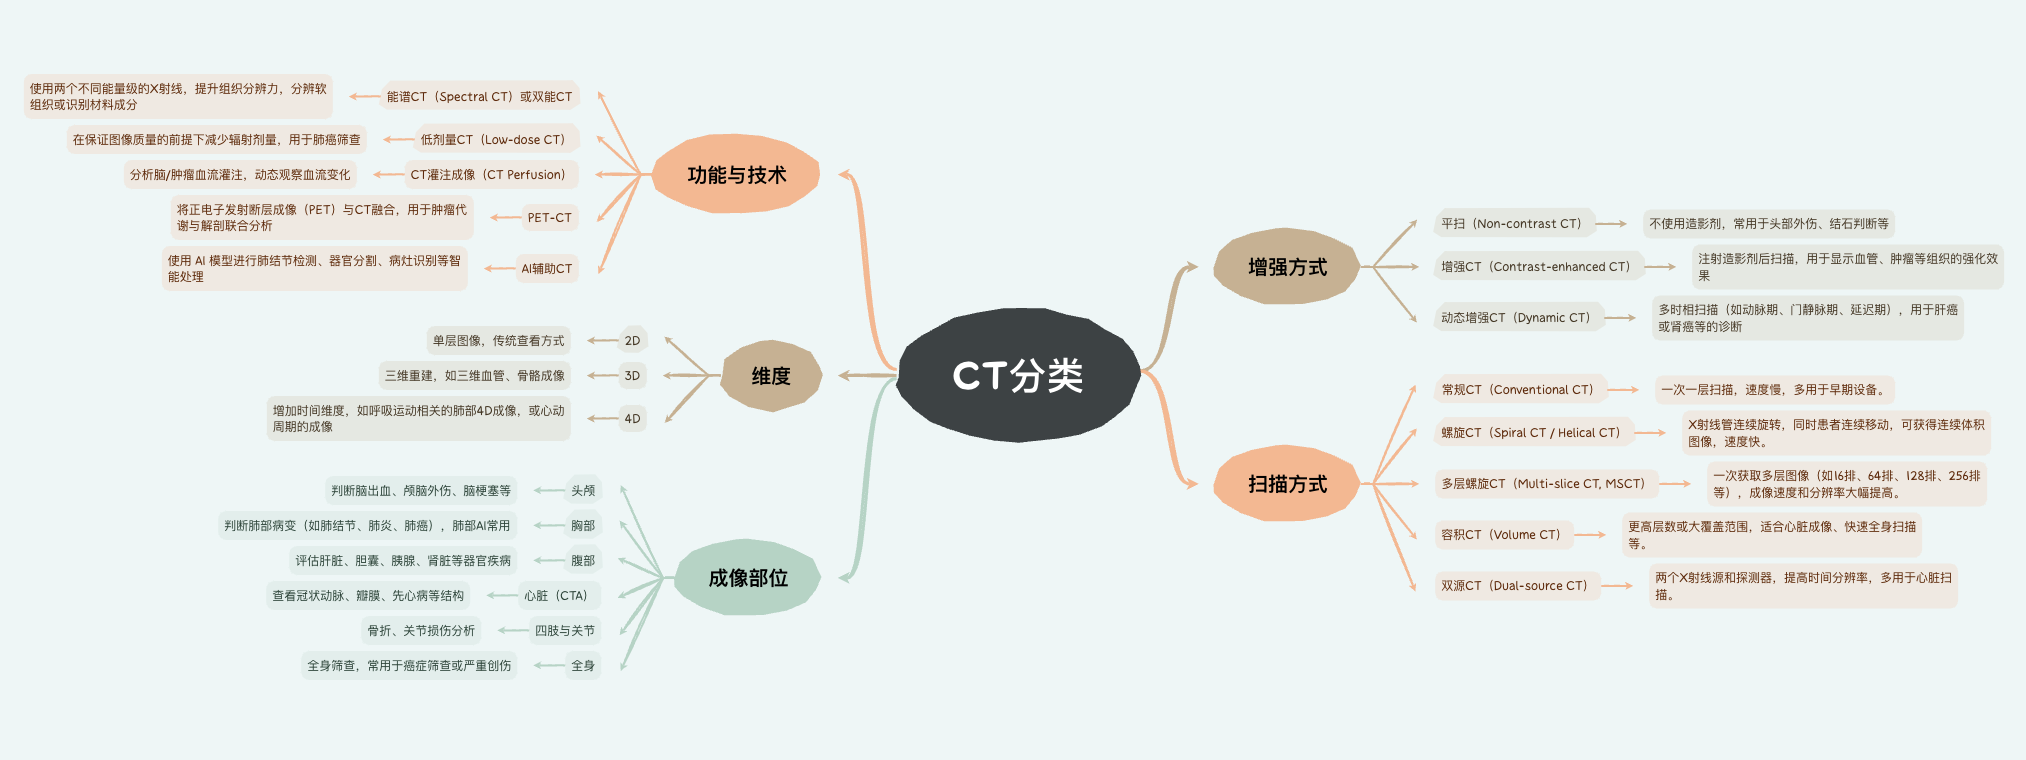 CT分类
功能与技术
能谱CT（Spectral CT）或双能CT
使用两个不同能量级的X射线，提升组织分辨力，分辨软
组织或识别材料成分
低剂量CT（Low-dose CT）
在保证图像质量的前提下减少辐射剂量，用于肺癌筛查
CT灌注成像（CT Perfusion）
分析脑/肿瘤血流灌注，动态观察血流变化
PET-CT
将正电子发射断层成像（PET）与CT融合，用于肿瘤代
谢与解剖联合分析
AI辅助CT
使用 AI 模型进行肺结节检测、器官分割、病灶识别等智
能处理
维度
2D
单层图像，传统查看方式
3D
三维重建，如三维血管、骨骼成像
4D
增加时间维度，如呼吸运动相关的肺部4D成像，或心动
周期的成像
成像部位
头颅
判断脑出血、颅脑外伤、脑梗塞等
胸部
判断肺部病变（如肺结节、肺炎、肺癌），肺部AI常用
腹部
评估肝脏、胆囊、胰腺、肾脏等器官疾病
心脏（CTA）
查看冠状动脉、瓣膜、先心病等结构
四肢与关节
骨折、关节损伤分析
全身
全身筛查，常用于癌症筛查或严重创伤
增强方式
平扫（Non-contrast CT）
不使用造影剂，常用于头部外伤、结石判断等
增强CT（Contrast-enhanced CT）
注射造影剂后扫描，用于显示血管、肿瘤等组织的强化效
果
动态增强CT（Dynamic CT）
多时相扫描（如动脉期、门静脉期、延迟期），用于肝癌
或肾癌等的诊断
扫描方式
常规CT（Conventional CT）
一次一层扫描，速度慢，多用于早期设备。
螺旋CT（Spiral CT / Helical CT）
X射线管连续旋转，同时患者连续移动，可获得连续体积
图像，速度快。
多层螺旋CT（Multi-slice CT, MSCT）
一次获取多层图像（如16排、64排、128排、256排
等），成像速度和分辨率大幅提高。
容积CT（Volume CT）
更高层数或大覆盖范围，适合心脏成像、快速全身扫描
等。
双源CT（Dual-source CT）
两个X射线源和探测器，提高时间分辨率，多用于心脏扫
描。